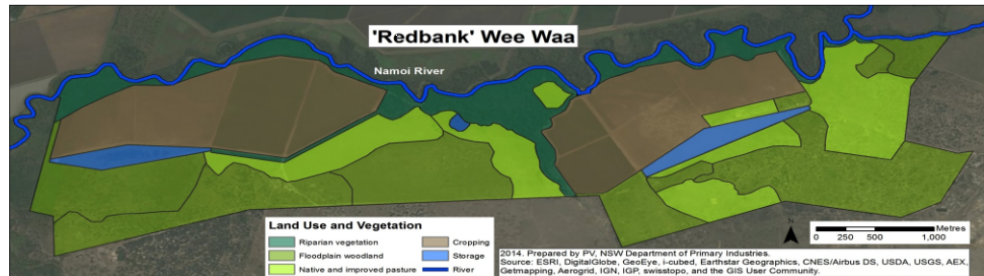 'Redbank' Wee Waa
Namoi River
Land Use and Vegetation
Riparian vegetation
Floodplain woodland
Native and improved pasture
Cropping
Storage
River
N
Metres
0 250 500 1,000
2014. Prepared by PV, NSW Department of Primary Industries.
Source: ESRI, DigitalGlobe, GeoEye, i-cubed, Earthstar Geographics, CNES/Airbus DS, USDA, USGS, AEX,
Getmapping, Aerogrid, IGN, IGP, swisstopo, and the GIS User Community.